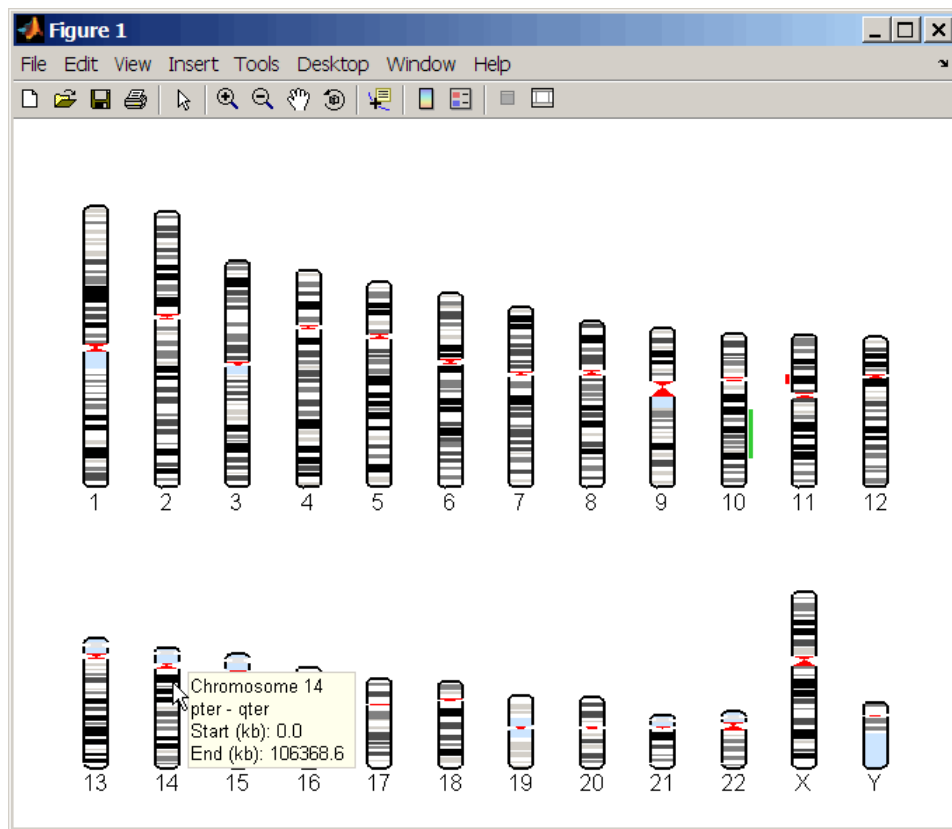 Figure 1
File Edit View Insert Tools Desktop Window Help
1 2 3 4 5 6 7 8 9 10 11 12
Chromosome 14
pter - qter
Start (kb): 0.0
End (kb): 106368.6
13 14 15 16 17 18 19 20 21 22 X Y